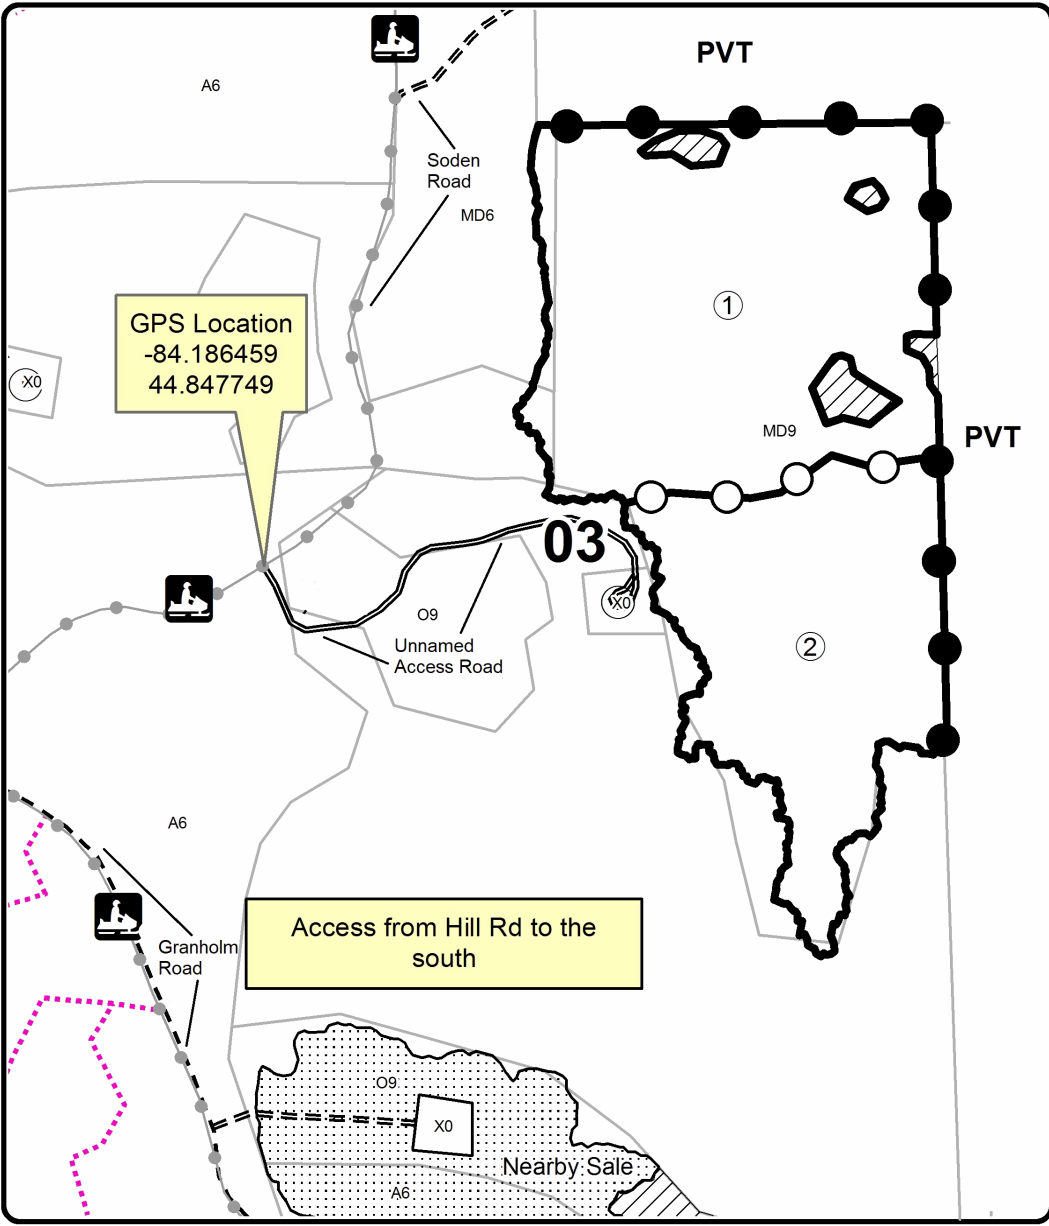 PVT
A6
Soden
Road
MD6
GPS Location
-84.186459
44.847749
1
X0
MD9
PVT
03
X0
O9
2
Unnamed
Access Road
A6
Access from Hill Rd to the
south
Granholm
Road
O9
X0
Nearby Sale
A6